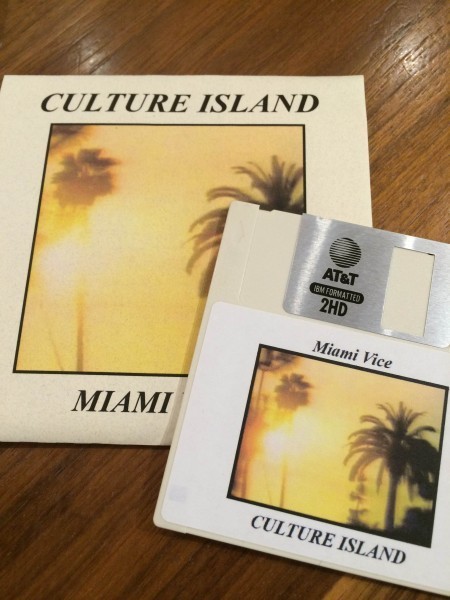 CULTURE ISLAND
MIAMI
AT&T
IBM FORMATTED
2HD
Miami Vice
CULTURE ISLAND